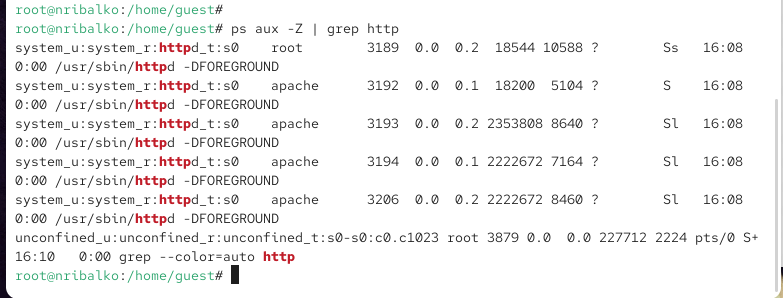 root@nribalko:/home/guest#
root@nribalko:/home/guest# ps aux -Z | grep http
system_u:system_r:httpd_t:s0    root        3189  0.0  0.2  18544 10588 ?        Ss   16:08
0:00 /usr/sbin/httpd -DFOREGROUND
system_u:system_r:httpd_t:s0    apache      3192  0.0  0.1  18200  5104 ?        S    16:08
0:00 /usr/sbin/httpd -DFOREGROUND
system_u:system_r:httpd_t:s0    apache      3193  0.0  0.2 2353808 8640 ?        Sl   16:08
0:00 /usr/sbin/httpd -DFOREGROUND
system_u:system_r:httpd_t:s0    apache      3194  0.0  0.1 2222672 7164 ?        Sl   16:08
0:00 /usr/sbin/httpd -DFOREGROUND
system_u:system_r:httpd_t:s0    apache      3206  0.0  0.2 2222672 8460 ?        Sl   16:08
0:00 /usr/sbin/httpd -DFOREGROUND
unconfined_u:unconfined_r:unconfined_t:s0-s0:c0.c1023 root 3879 0.0  0.0 227712 2224 pts/0 S+
16:10   0:00 grep --color=auto http
root@nribalko:/home/guest#